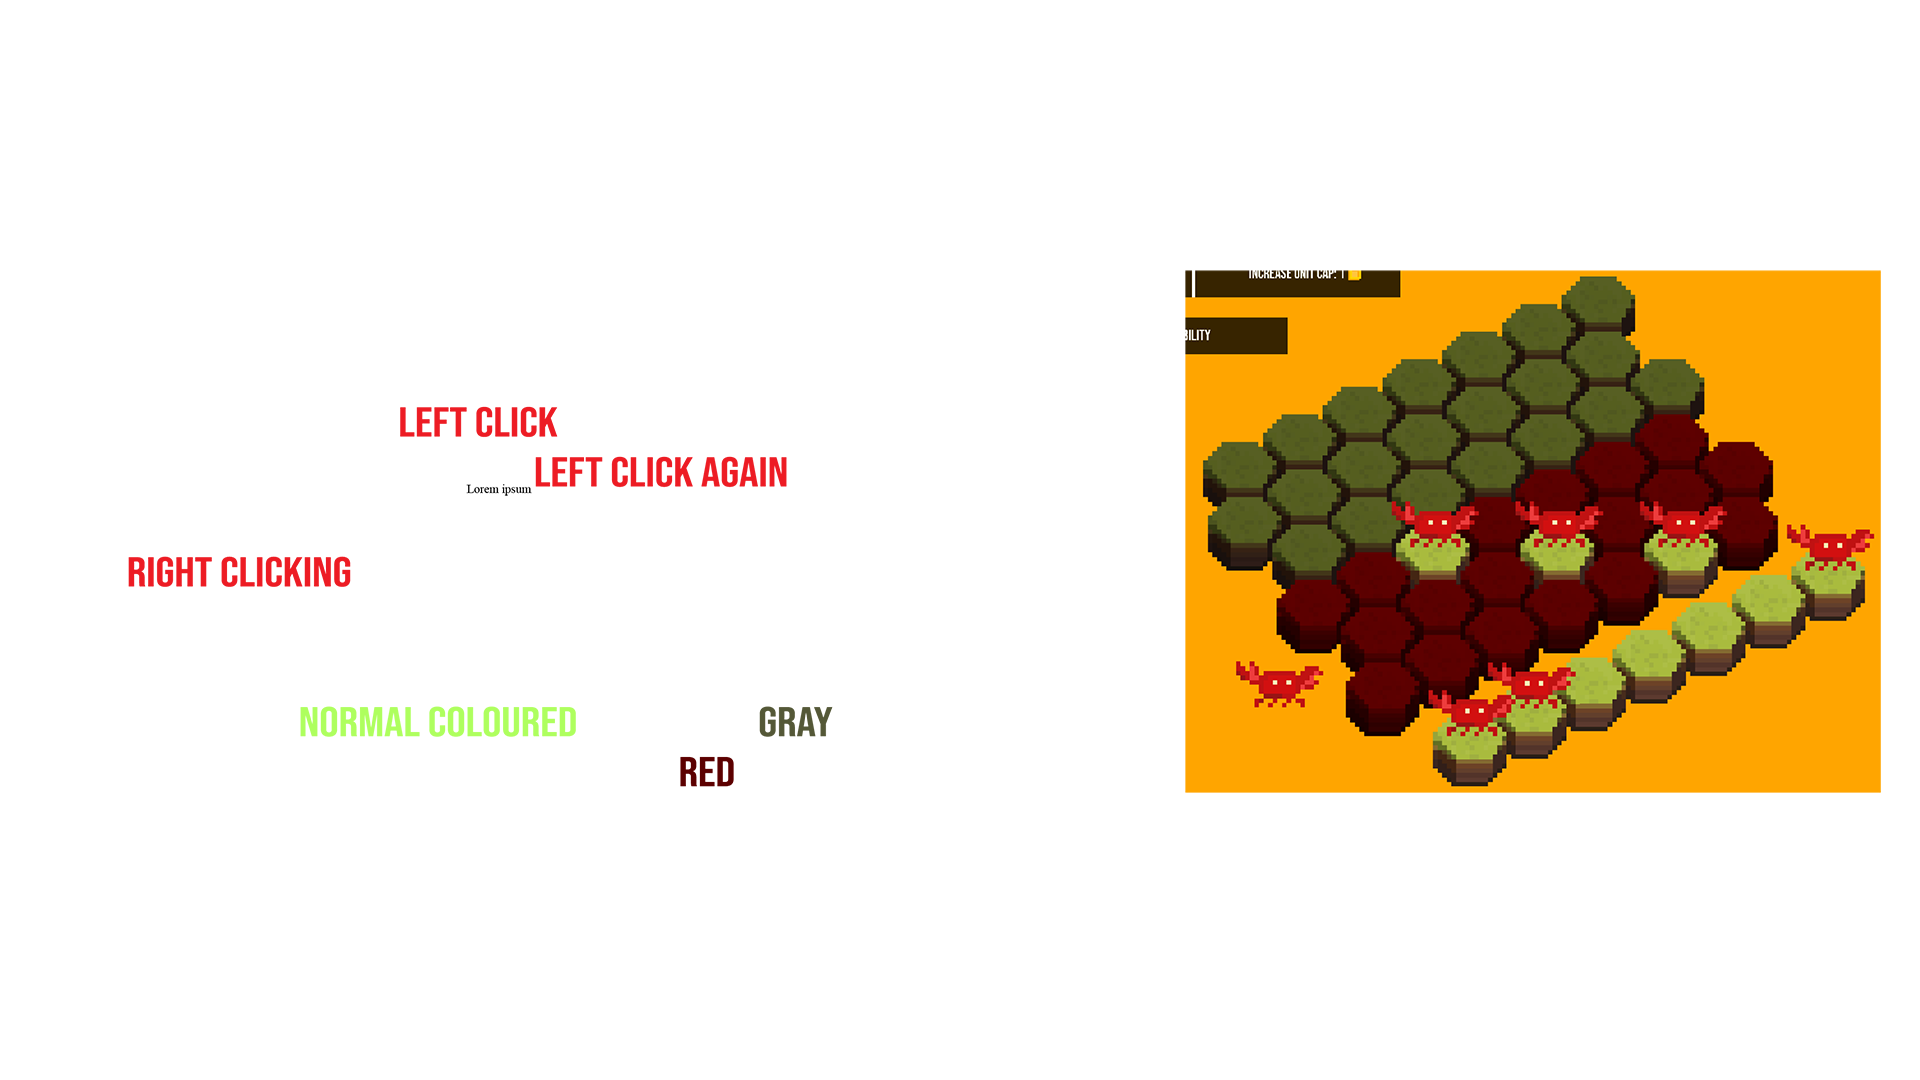 INCREASE UNIT CAP: 1
BILITY
LEFT CLICK
LEFT CLICK AGAIN
Lorem ipsum
RIGHT CLICKING
NORMAL COLOURED
GRAY
RED